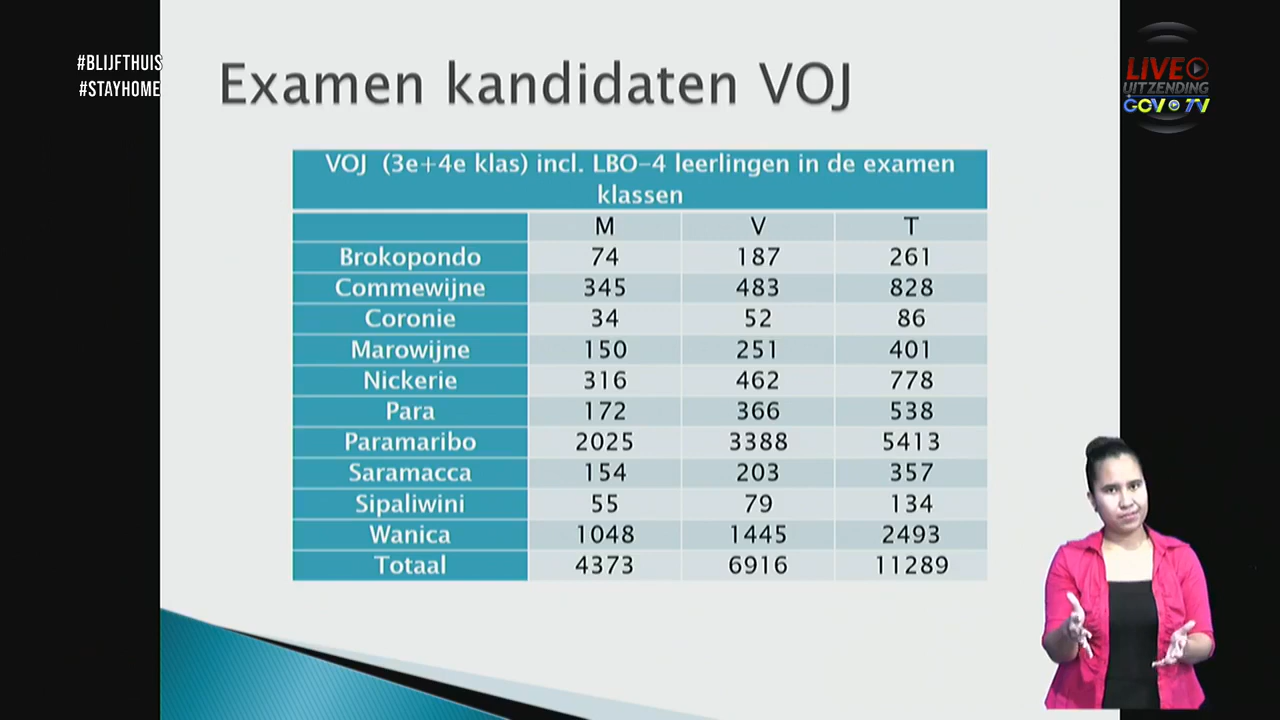 #BLIJFTHUIS
#STAYHOME
Examen kandidaten VOJ
LIVE
UITZENDING
GOV TV
VOJ (3e+4e klas) incl. LBO-4 leerlingen in de examen
klassen
M V T
Brokopondo 74 187 261
Commewijne 345 483 828
Coronie 34 52 86
Marowijne 150 251 401
Nickerie 316 462 778
Para 172 366 538
Paramaribo 2025 3388 5413
Saramacca 154 203 357
Sipaliwini 55 79 134
Wanica 1048 1445 2493
Totaal 4373 6916 11289